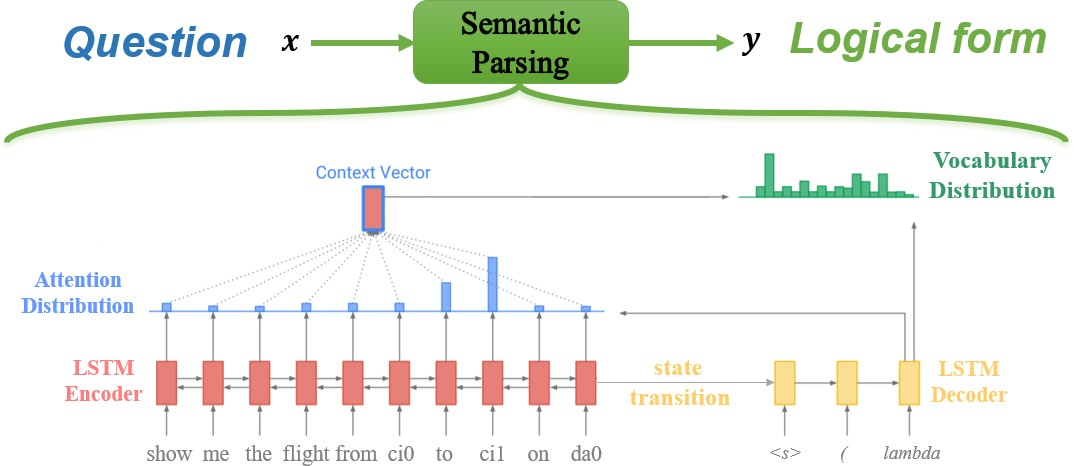 Question x Semantic Parsing y Logical form
Context Vector
Vocabulary
Distribution
Attention
Distribution
LSTM
Encoder
state
transition
LSTM
Decoder
show me the flight from ci0 to ci1 on da0
<s> ( lambda